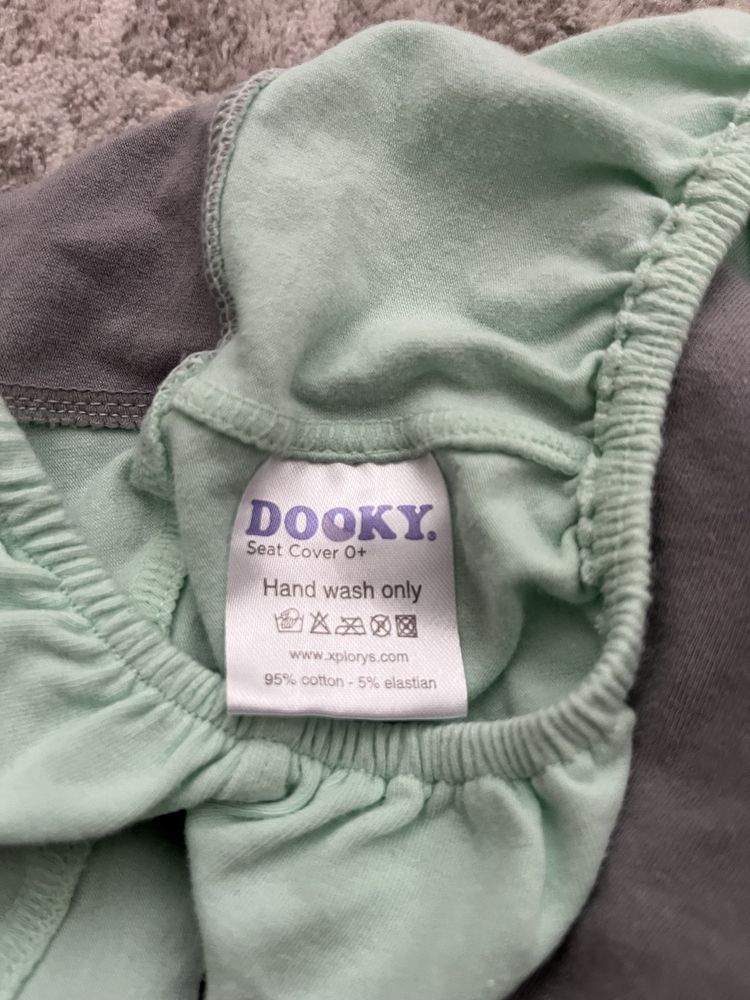 DOOKY.
Seat Cover 0+
Hand wash only
www.xplorys.com
95% cotton - 5% elastian